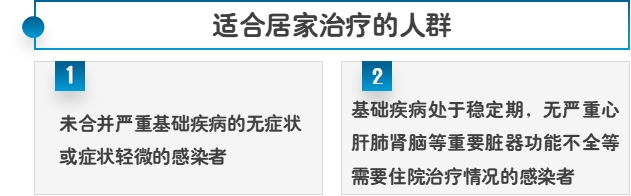 适合居家治疗的人群
1
未合并严重基础疾病的无症状
或症状轻微的感染者
2
基础疾病处于稳定期，无严重心
肝肺肾脑等重要脏器功能不全等
需要住院治疗情况的感染者